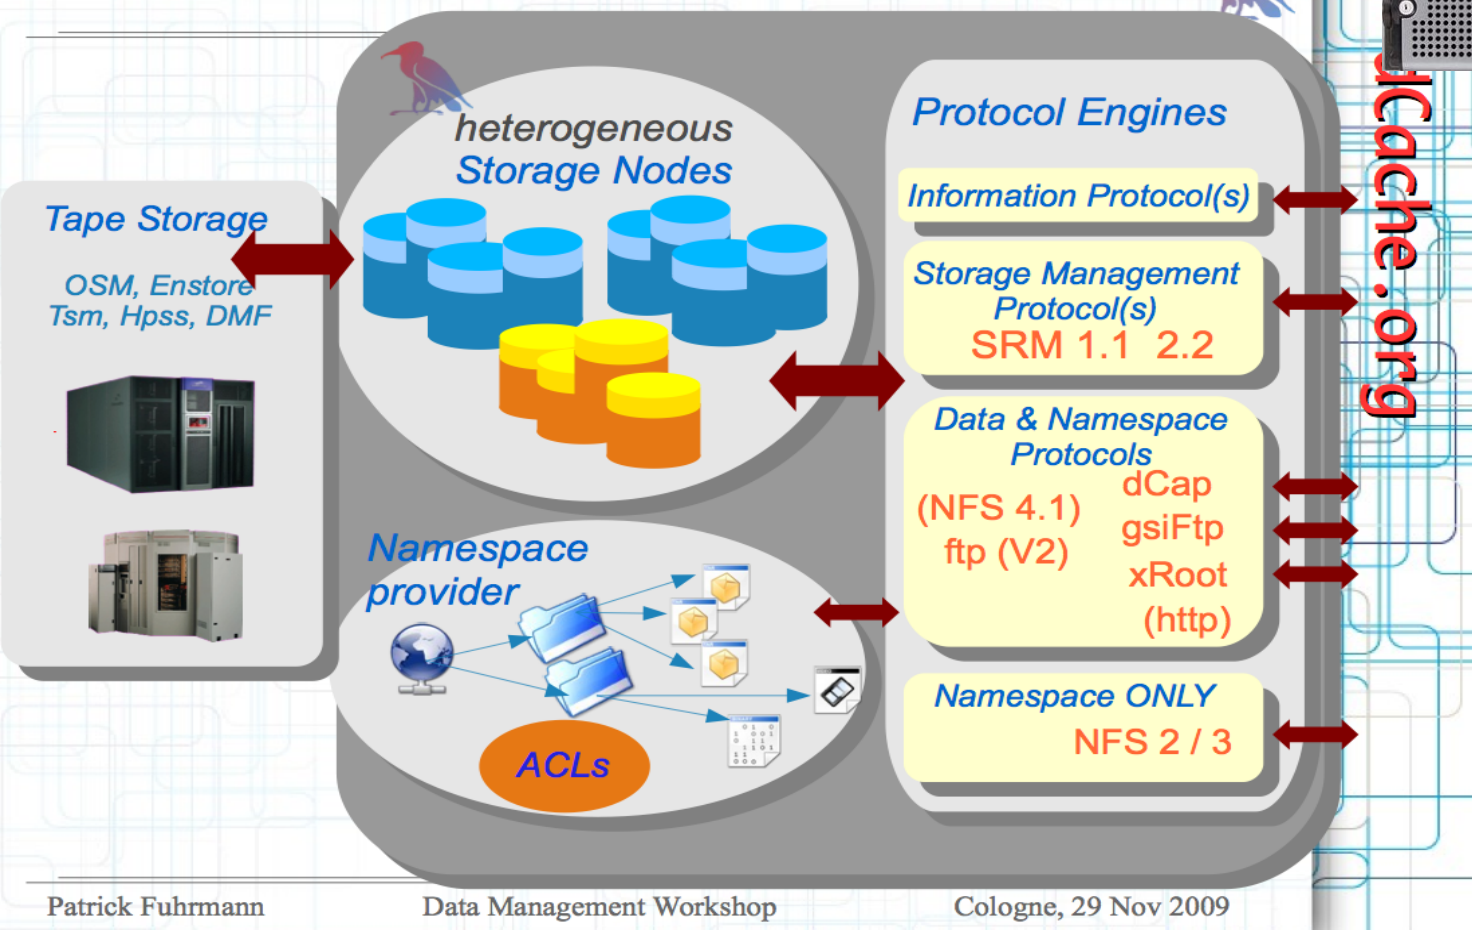 heterogeneous
Storage Nodes
Tape Storage
OSM, Enstore
Tsm, Hpss, DMF
Namespace
provider
ACLs
Protocol Engines
Information Protocol(s)
Storage Management
Protocol(s)
SRM 1.1 2.2
Data & Namespace
Protocols
(NFS 4.1)
ftp (V2)
dCap
gsiFtp
xRoot
(http)
Namespace ONLY
NFS 2 / 3
dCache.org
Patrick Fuhrmann
Data Management Workshop
Cologne, 29 Nov 2009